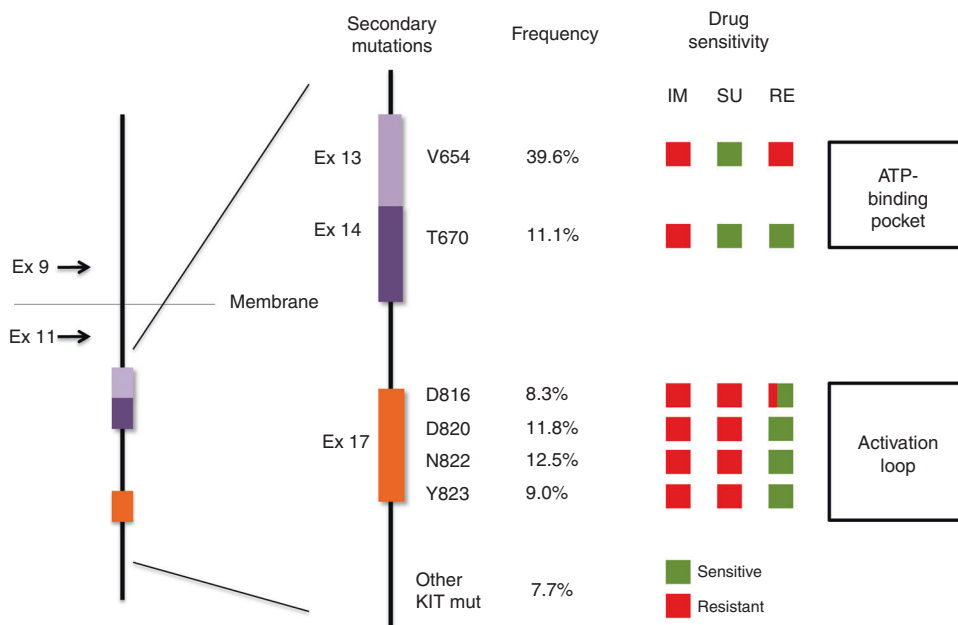 Secondary
mutations
Frequency
Drug
sensitivity
IM SU RE
Ex 13 V654 39.6%
Ex 14 T670 11.1%
ATP-
binding
pocket
Ex 9
Membrane
Ex 11
Ex 17
D816 8.3%
D820 11.8%
N822 12.5%
Y823 9.0%
Activation
loop
Other
KIT mut
7.7%
Sensitive
Resistant